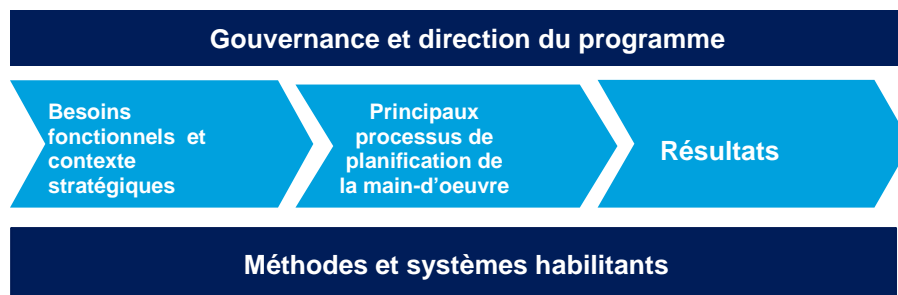 Gouvernance et direction du programme
Besoins
fonctionnels et
contexte
stratégiques
Principaux
processus de
planification de
la main-d'oeuvre
Résultats
Méthodes et systèmes habilitants